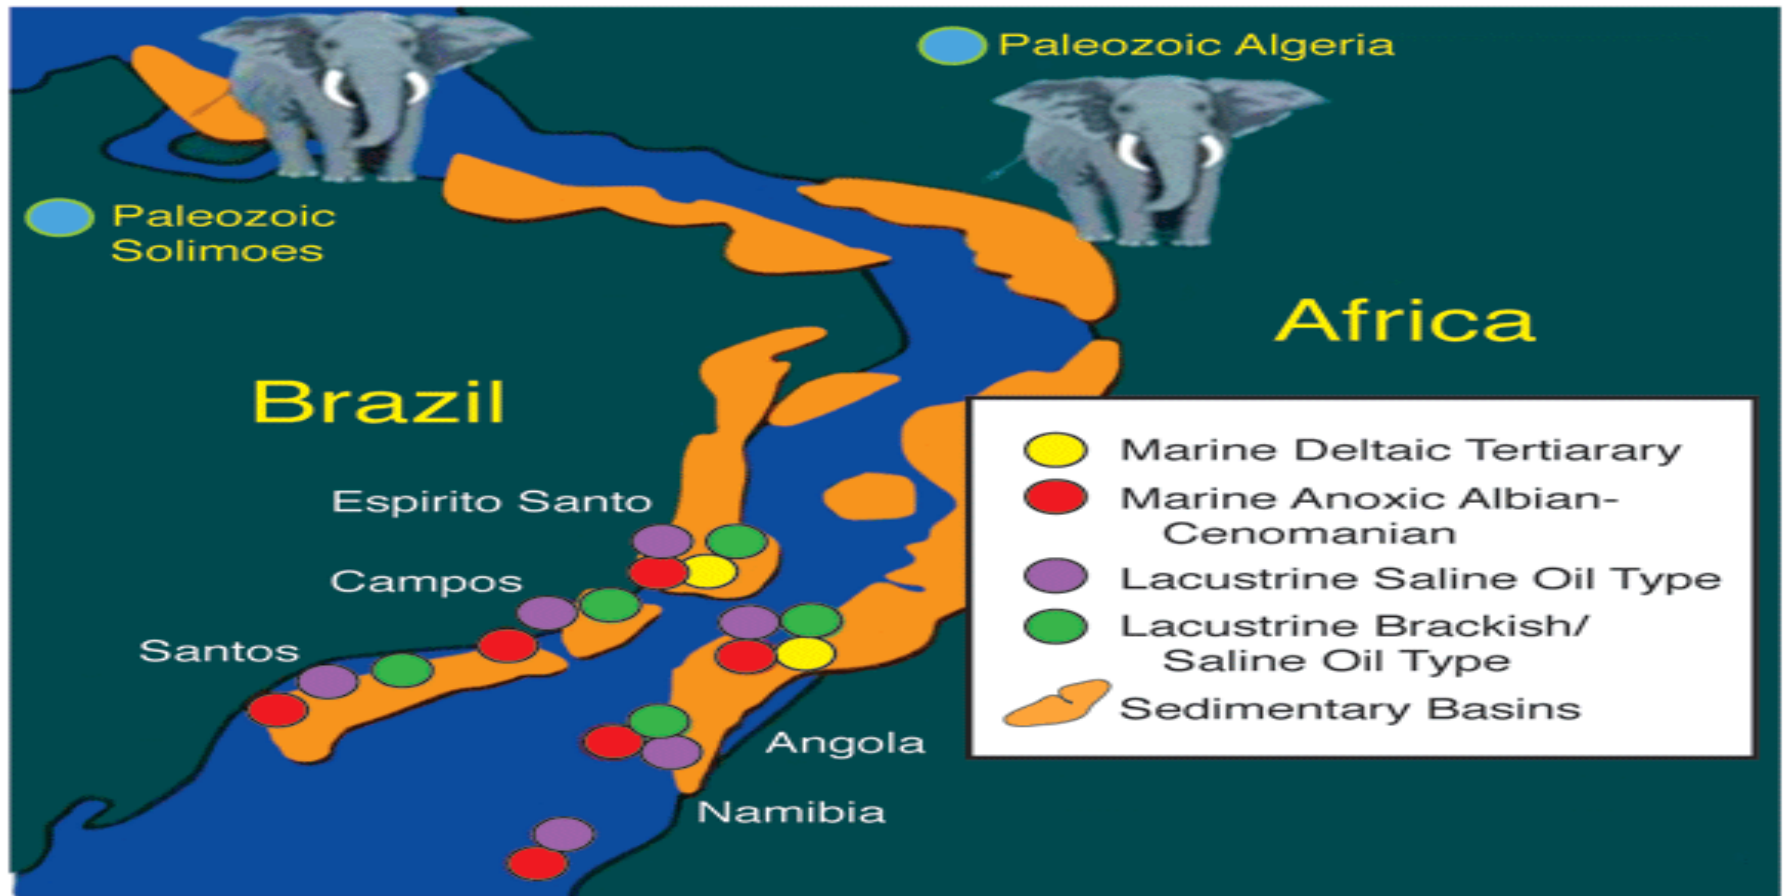 Paleozoic Algeria
Paleozoic
Solimoes
Africa
Brazil
Espirito Santo
Campos
Santos
Angola
Namibia
Marine Deltaic Tertiarary
Marine Anoxic Albian-
Cenomanian
Lacustrine Saline Oil Type
Lacustrine Brackish/
Saline Oil Type
Sedimentary Basins